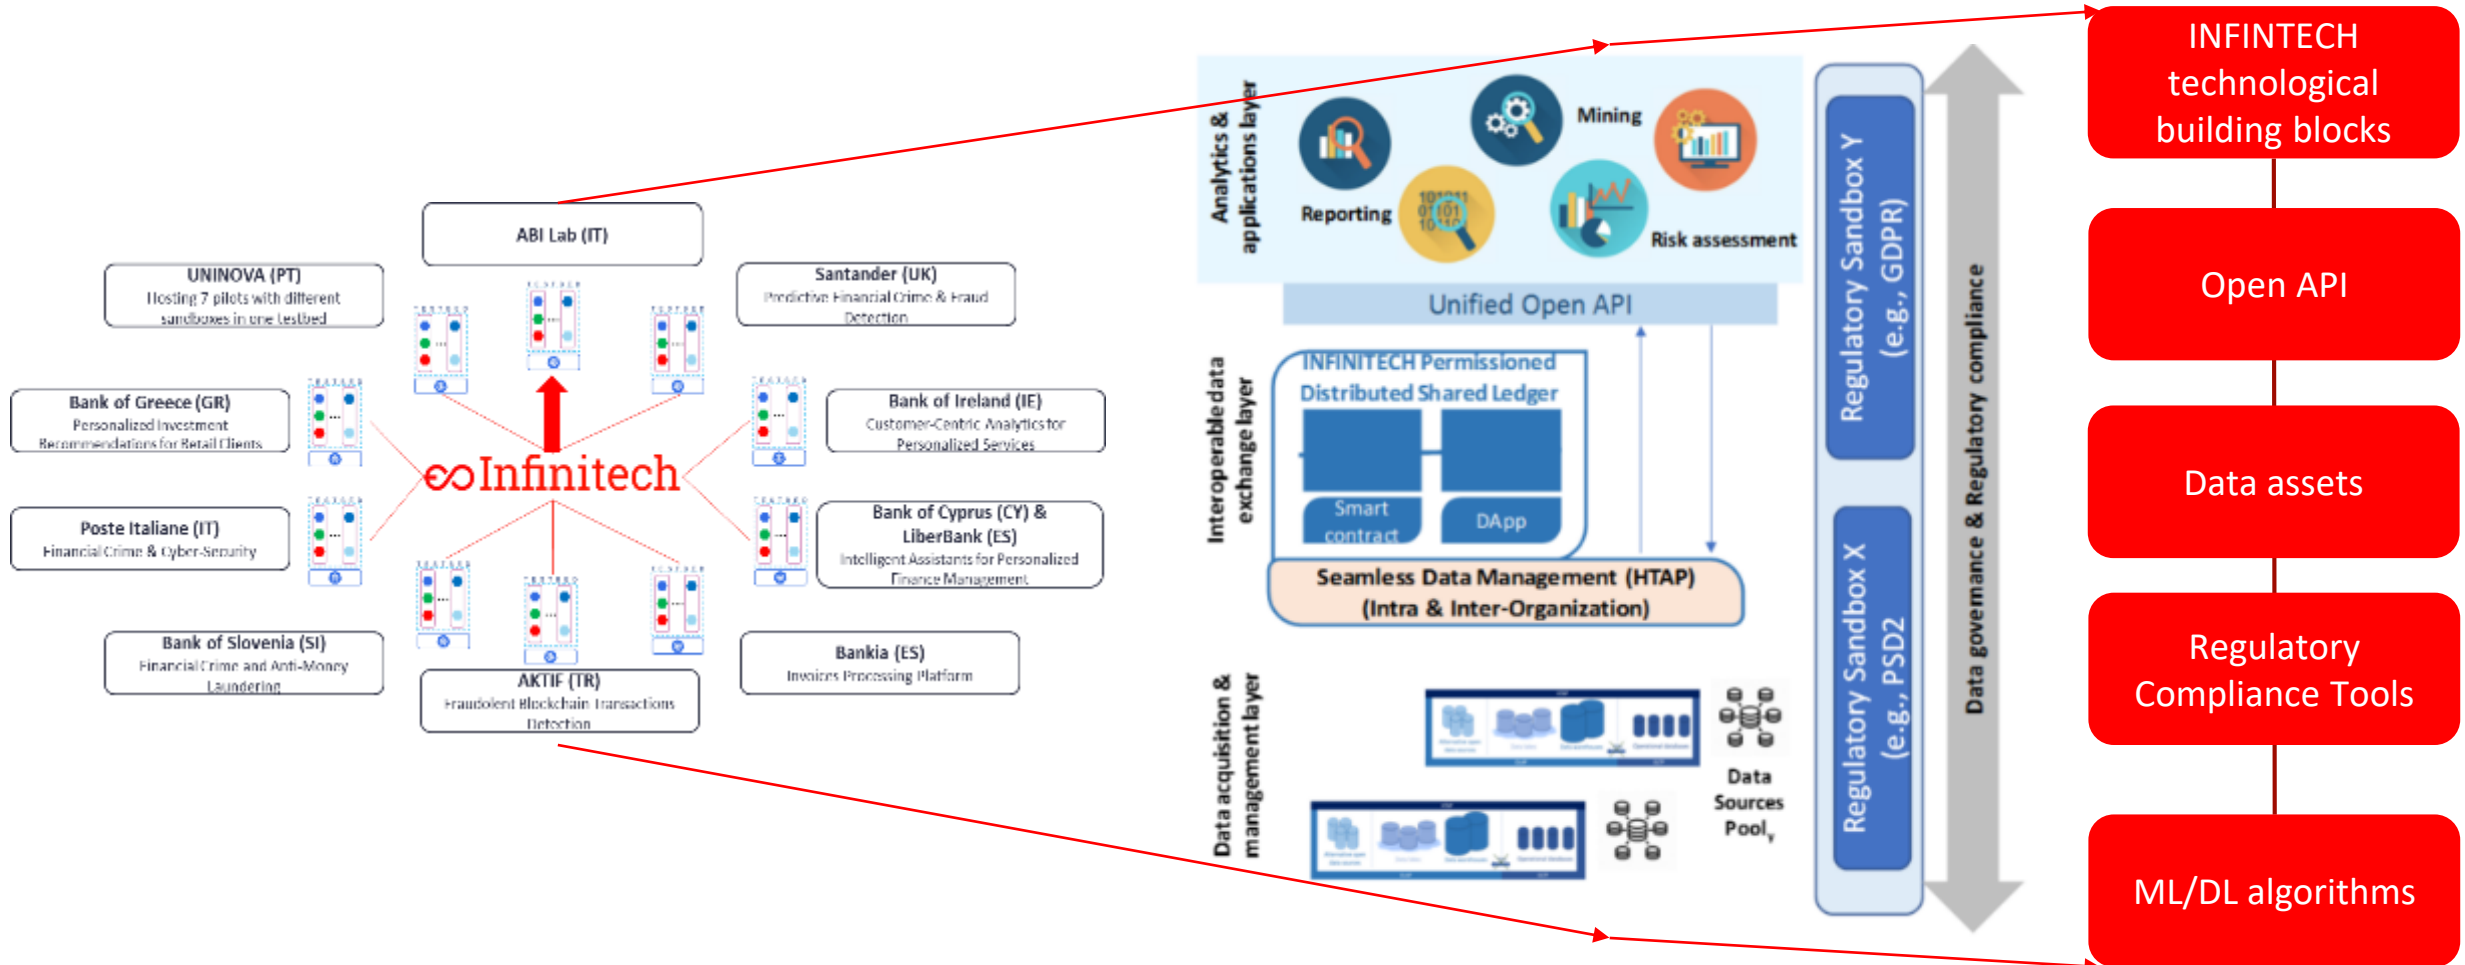 ABI Lab (IT)
UNINOVA (PT)
Hosting 7 pilots with different
sandboxes in one testbed
Santander (UK)
Predictive Financial Crime & Fraud
Detection
Bank of Greece (GR)
Personalized Investment
Recommendations for Retail Clients
Bank of Ireland (IE)
Customer-Centric Analytics for
Personalized Services
Infinitech
Poste Italiane (IT)
Financial Crime & Cyber-Security
Bank of Cyprus (CY) &
LiberBank (ES)
Intelligent Assistants for Personalized
Finance Management
Bank of Slovenia (SI)
Financial Crime and Anti-Money
Laundering
AKTIF (TR)
Fraudolent Blockchain Transactions
Detection
Bankia (ES)
Invoices Processing Platform
Analytics &
applications layer
Reporting
Mining
Risk assessment
101011
01101
10110
Unified Open API
Interoperable data
exchange layer
INFINITECH Permissioned
Distributed Shared Ledger
Smart
contract
DApp
Seamless Data Management (HTAP)
(Intra & Inter-Organization)
Data acquisition &
management layer
Data
Sources
Pool
Regulatory Sandbox Y
(e.g., GDPR)
Regulatory Sandbox X
(e.g., PSD2
Data governance & Regulatory compliance
INFINTECH
technological
building blocks
Open API
Data assets
Regulatory
Compliance Tools
ML/DL algorithms